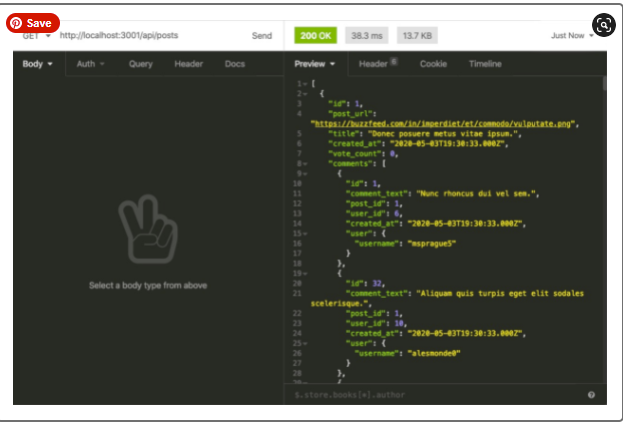 Save
GET http://localhost:3001/api/posts Send 200 OK 38.3 ms 13.7 KB Just Now
Body Auth Query Header Docs Preview Header 6 Cookie Timeline
1 [
2 {
3 "id": 1,
4 "post_url":
"https://buzzfeed.com/in/imperdiet/et/commodo/vulputate.png",
5 "title": "Donec posuere metus vitae ipsum.",
6 "created_at": "2020-05-03T19:30:33.000Z",
7 "vote_count": 0,
8 "comments": [
9 {
10 "id": 1,
11 "comment_text": "Nunc rhoncus dui vel sem.",
12 "post_id": 1,
13 "user_id": 6,
14 "created_at": "2020-05-03T19:30:33.000Z",
15 "user": {
16 "username": "msprague5"
17 }
18 },
19 {
20 "id": 32,
21 "comment_text": "Aliquam quis turpis eget elit sodales
scelerisque.",
22 "post_id": 1,
23 "user_id": 10,
24 "created_at": "2020-05-03T19:30:33.000Z",
25 "user": {
26 "username": "alesmonde0"
27 }
28 },
{
Select a body type from above
$.store.books[*].author